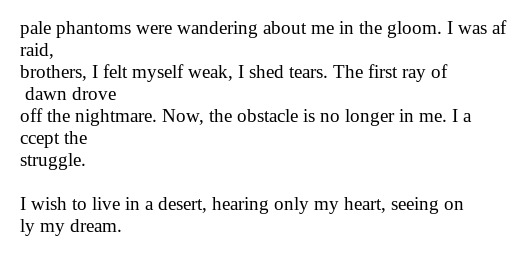 pale phantoms were wandering about me in the gloom. I was af
raid,
brothers, I felt myself weak, I shed tears. The first ray of
 dawn drove
off the nightmare. Now, the obstacle is no longer in me. I a
ccept the
struggle.

I wish to live in a desert, hearing only my heart, seeing on
ly my dream.